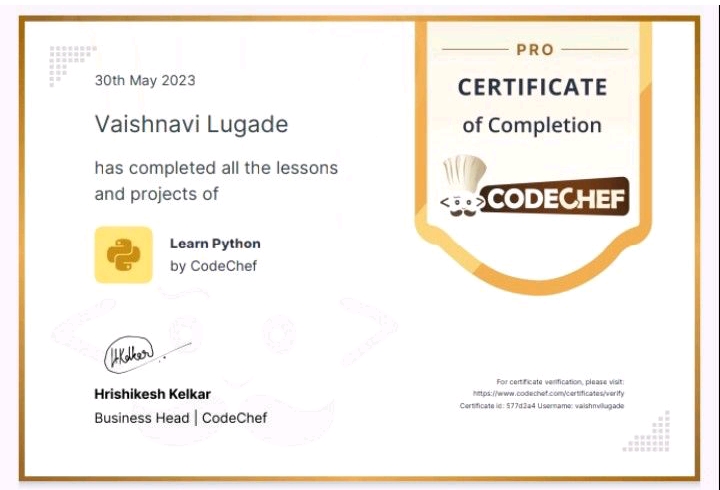 30th May 2023
Vaishnavi Lugade
has completed all the lessons
and projects of
Learn Python
by CodeChef
HKelkar
Hrishikesh Kelkar
Business Head | CodeChef
PRO
CERTIFICATE
of Completion
CODECHEF
For certificate verification, please visit:
https://www.codechef.com/certificates/verify
Certificate id: 577d2a4 Username: vaishnvilugade